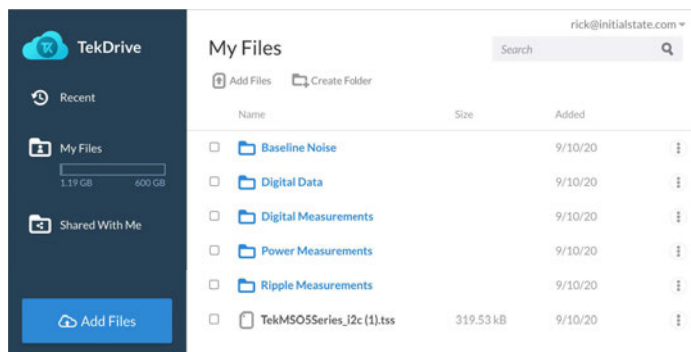 rick@initialstate.com
TK TekDrive
My Files
Search
Add Files Create Folder
Recent
Name Size Added
My Files
1.19 GB 600 GB
Shared With Me
Add Files
Baseline Noise 9/10/20
Digital Data 9/10/20
Digital Measurements 9/10/20
Power Measurements 9/10/20
Ripple Measurements 9/10/20
TekMSO5Series_i2c (1).tss 319.53 kB 9/10/20